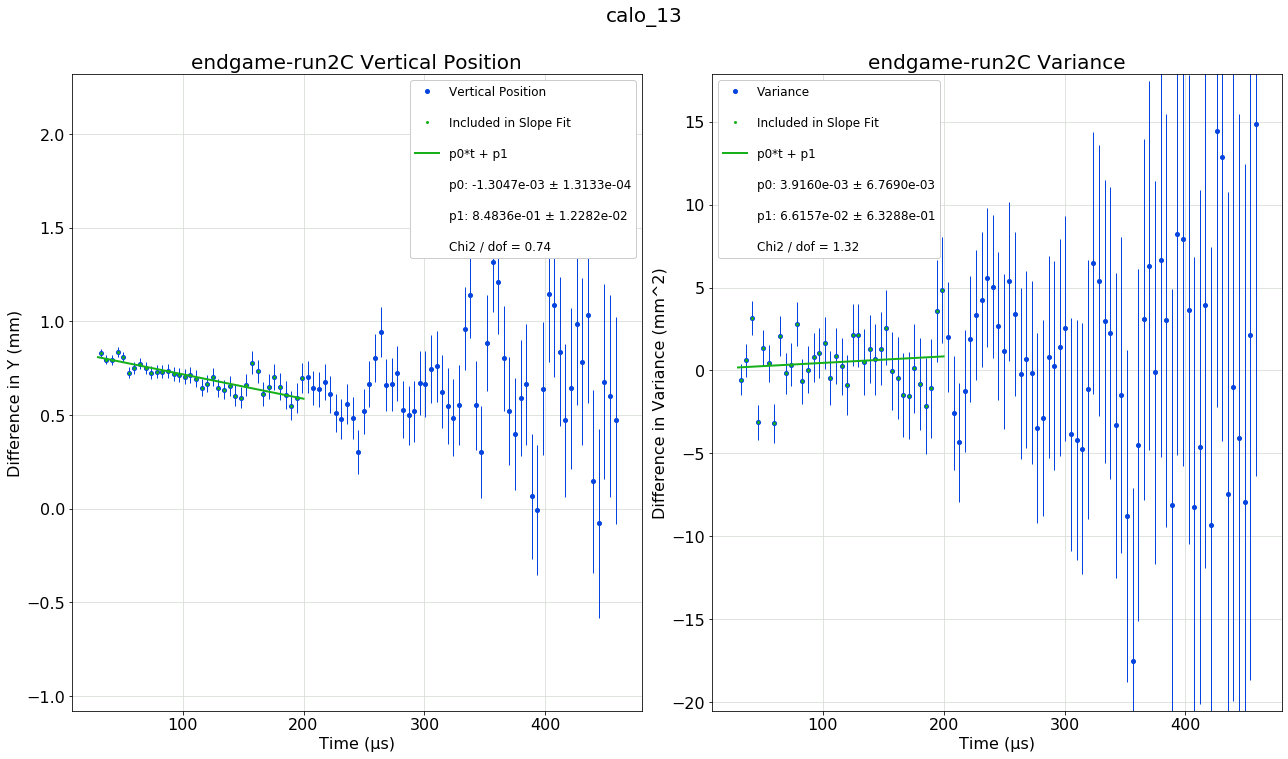 calo_13
endgame-run2C Vertical Position
Vertical Position
Included in Slope Fit
p0*t + p1
p0: -1.3047e-03 ± 1.3133e-04
p1: 8.4836e-01 ± 1.2282e-02
Chi2 / dof = 0.74
2.0
1.5
1.0
0.5
0.0
−0.5
−1.0
Difference in Y (mm)
100 200 300 400
Time (μs)
endgame-run2C Variance
Variance
Included in Slope Fit
p0*t + p1
p0: 3.9160e-03 ± 6.7690e-03
p1: 6.6157e-02 ± 6.3288e-01
Chi2 / dof = 1.32
15
10
5
0
−5
−10
−15
−20
Difference in Variance (mm^2)
100 200 300 400
Time (μs)